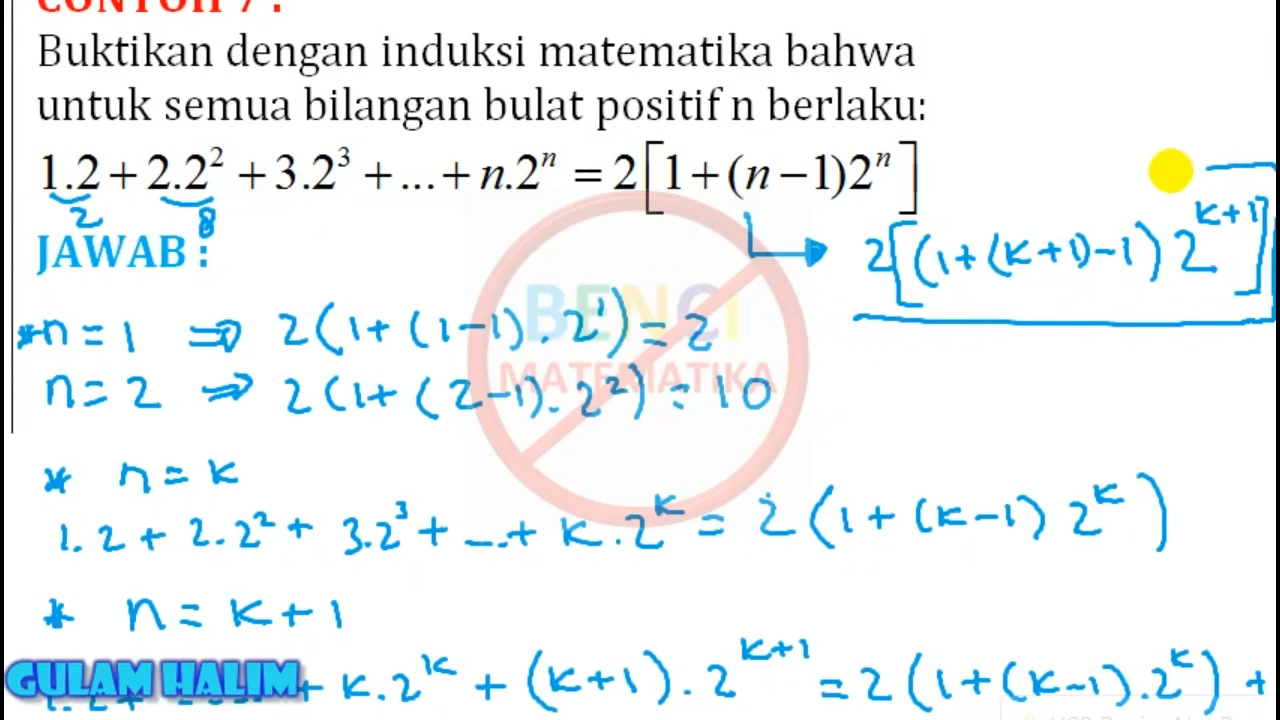 CONTOH 7 :
Buktikan dengan induksi matematika bahwa
untuk semua bilangan bulat positif n berlaku:
1.2 + 2.2² + 3.2³ + ... + n.2ⁿ = 2[1 + (n − 1)2ⁿ]
2 8
2[(1 + (k+1) − 1) 2^{k+1}]
JAWAB :
BENCI
MATEMATIKA
* n = 1 ⇒ 2(1 + (1−1) . 2¹) = 2
n = 2 ⇒ 2(1 + (2−1) . 2²) = 10
* n = k
1.2 + 2.2² + 3.2³ + ... + k . 2^k = 2(1 + (k−1) 2^k)
* n = k + 1
GULAM HALIM
+ k.2^k + (k+1) . 2^{k+1} = 2(1 + (k−1) . 2^k) +